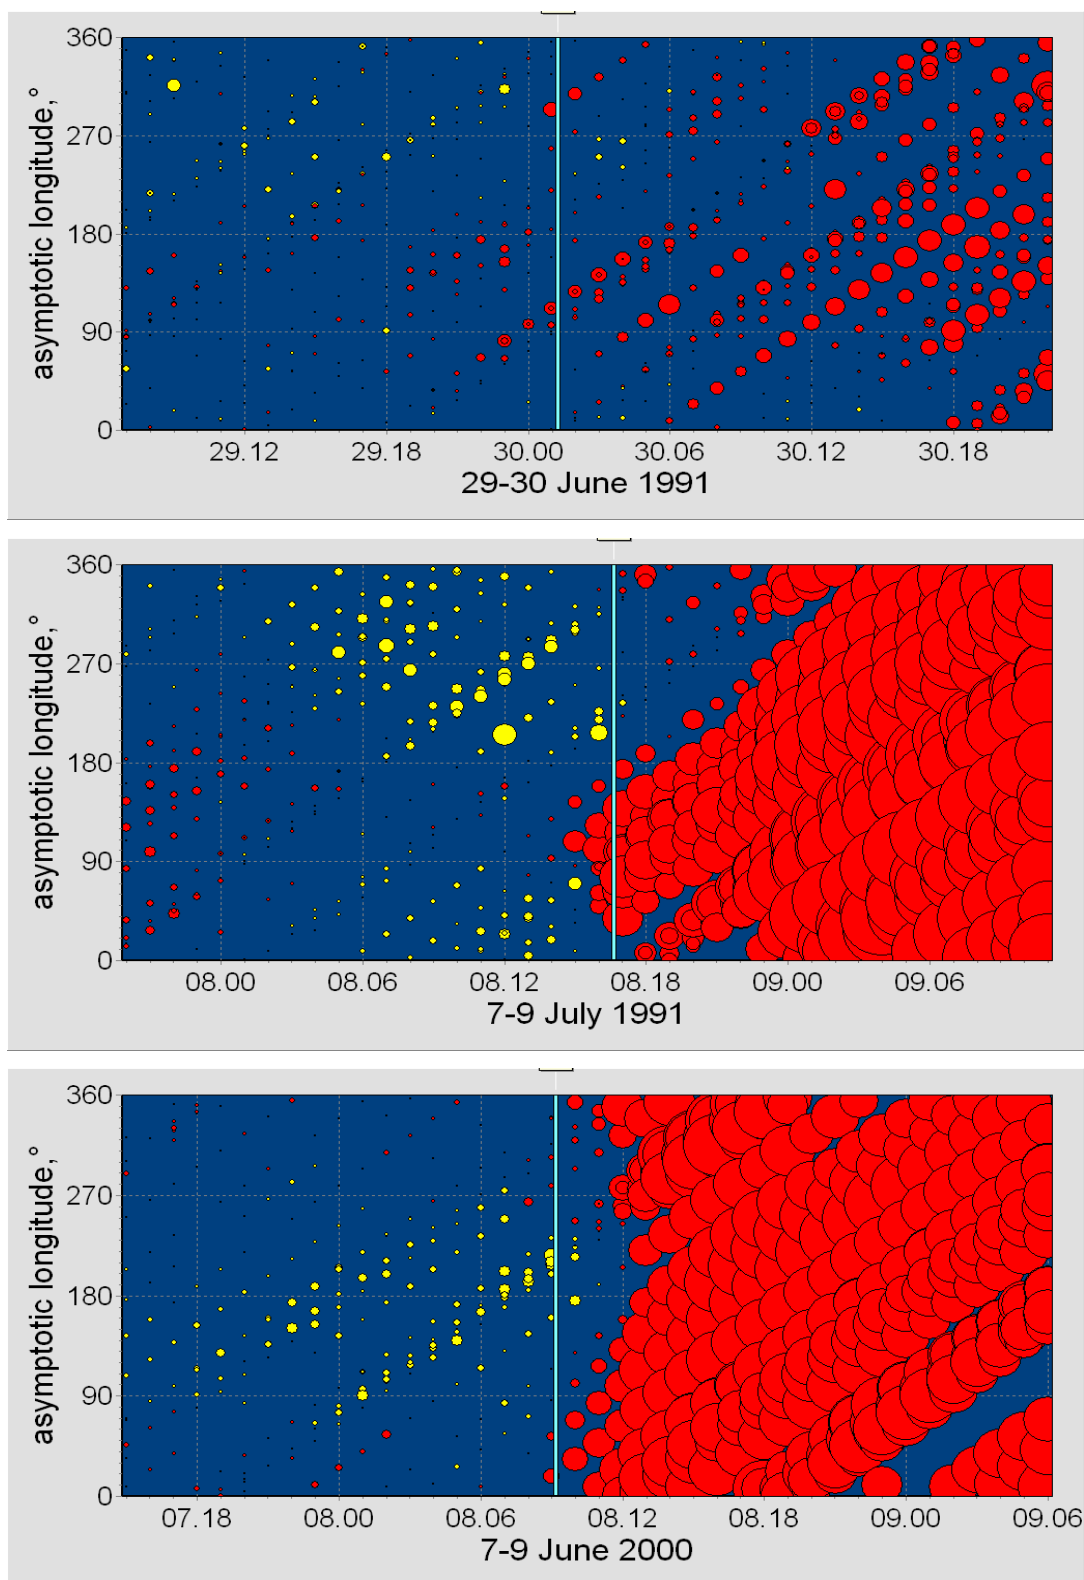 360
270
180
90
0
asymptotic longitude,°
29.12 29.18 30.00 30.06 30.12 30.18
29-30 June 1991
360
270
180
90
0
asymptotic longitude,°
08.00 08.06 08.12 08.18 09.00 09.06
7-9 July 1991
360
270
180
90
0
asymptotic longitude,°
07.18 08.00 08.06 08.12 08.18 09.00 09.06
7-9 June 2000